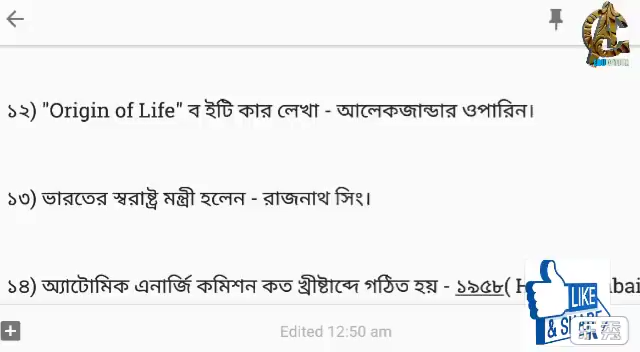 ১২) "Origin of Life" ব ইটি কার লেখা - আলেকজান্ডার ওপারিন।
১৩) ভারতের স্বরাষ্ট্র মন্ত্রী হলেন - রাজনাথ সিং।
১৪) অ্যাটোমিক এনার্জি কমিশন কত খ্রীষ্টাব্দে গঠিত হয় - ১৯৫৮( H
Edited 12:50 am
LIKE
&